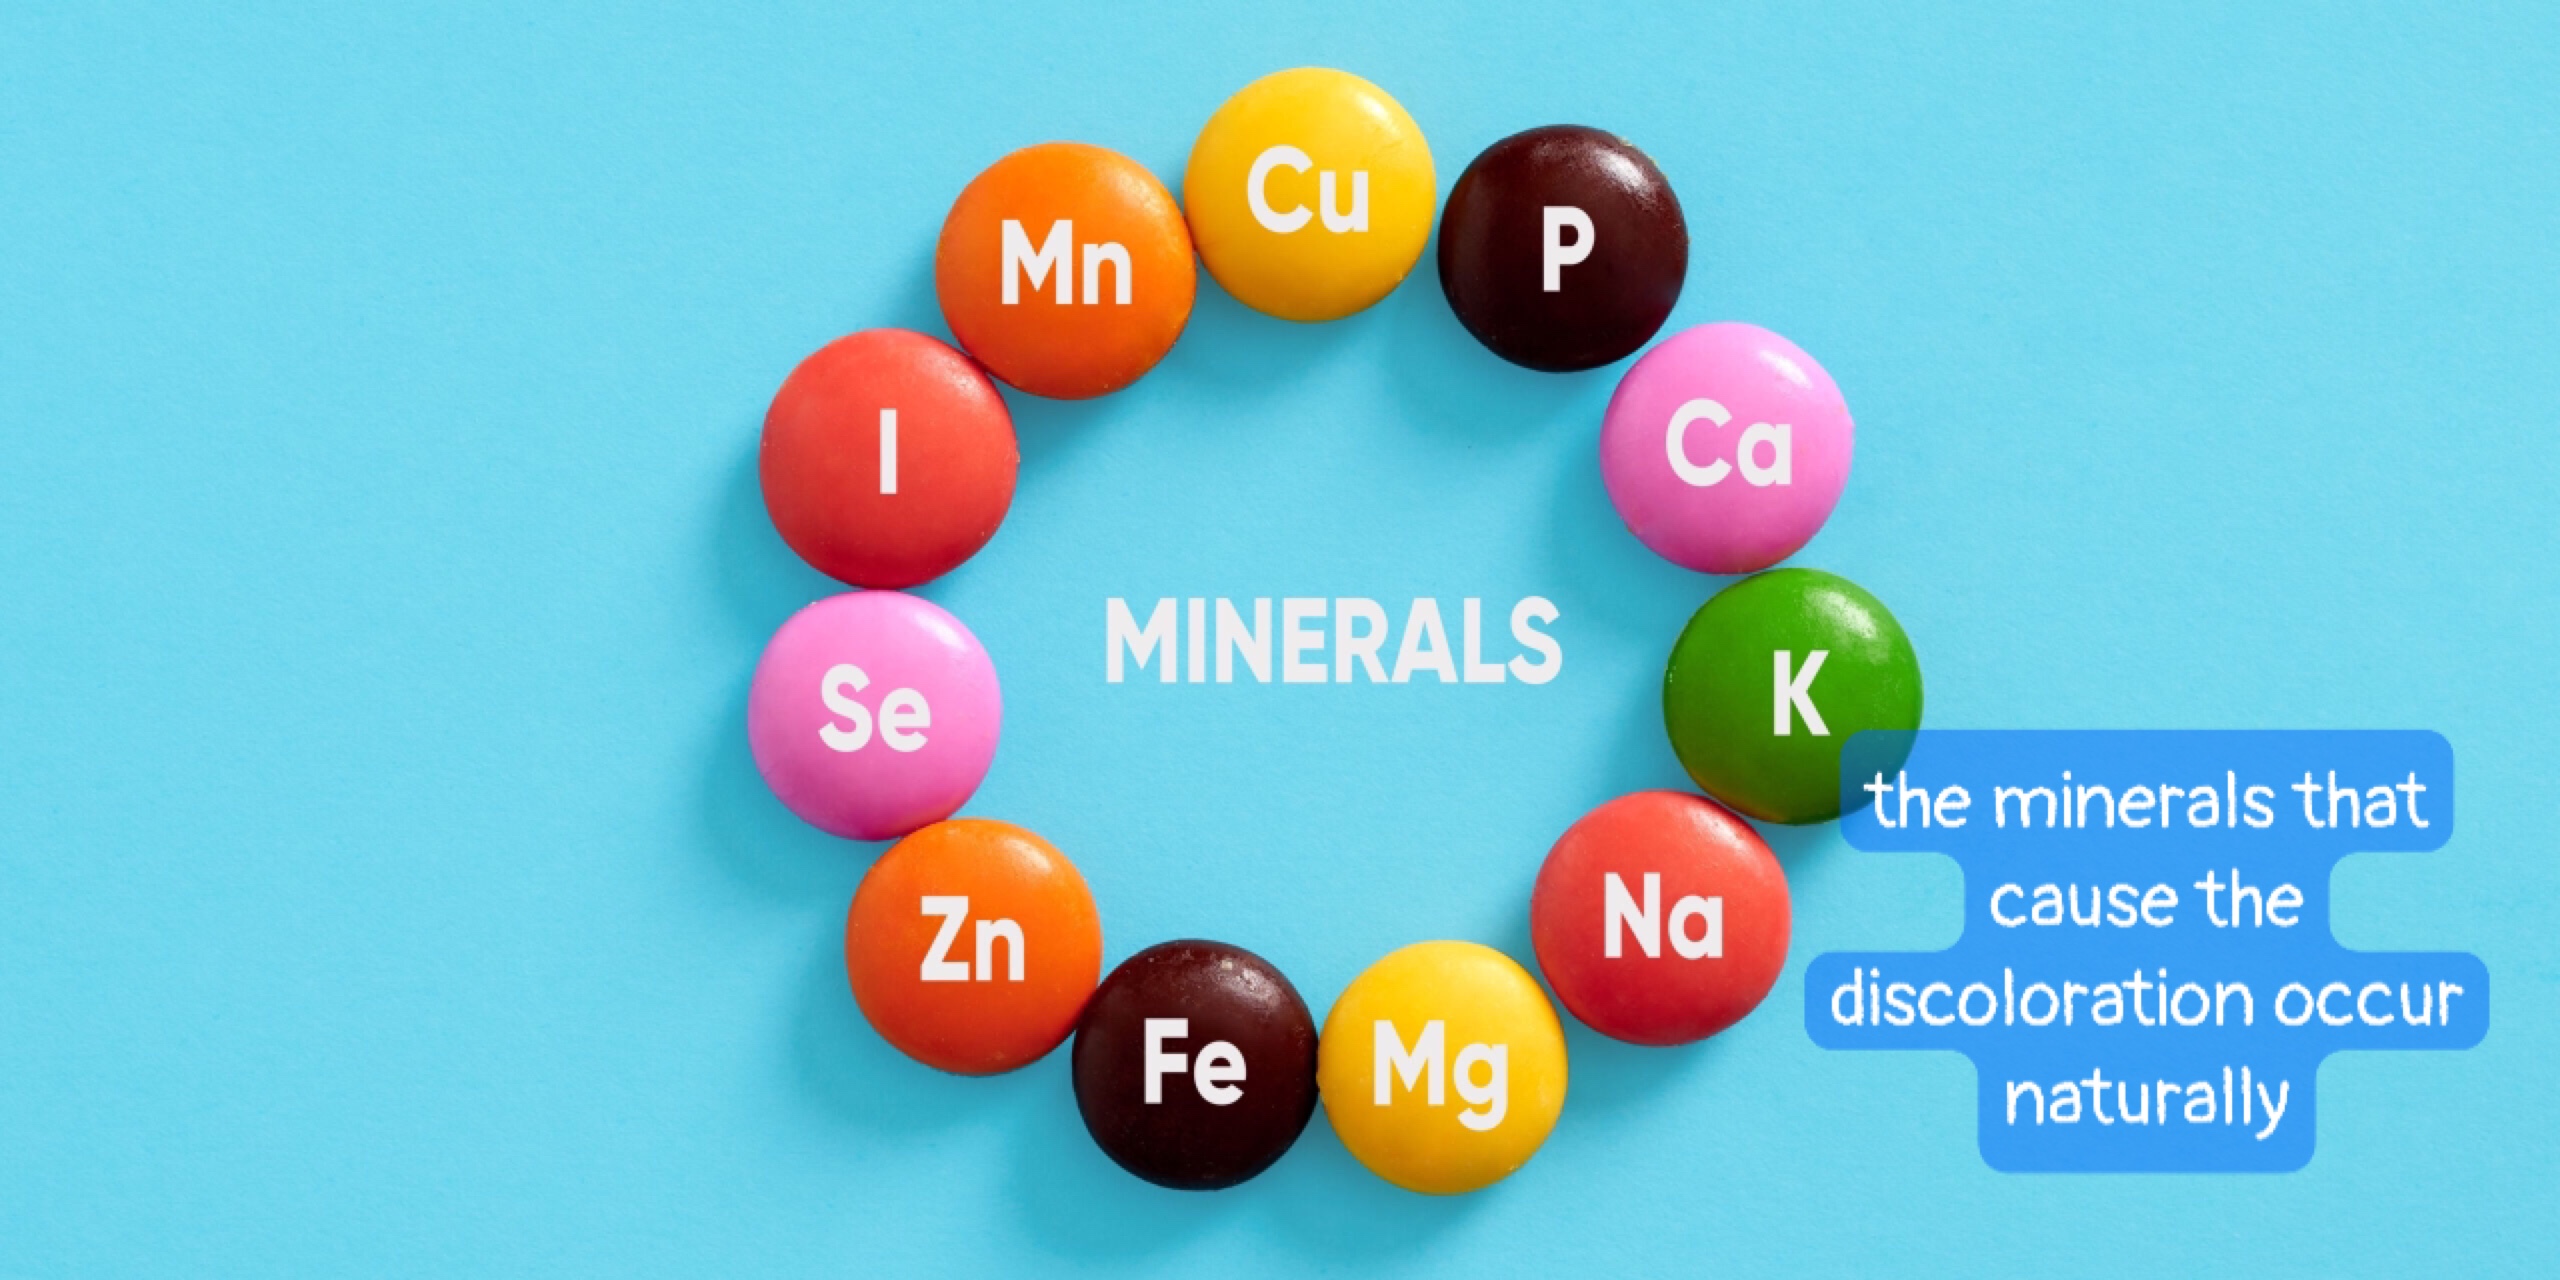 Cu
P
Mn
Ca
I
MINERALS
K
Se
the minerals that
cause the
discoloration occur
naturally
Na
Zn
Fe
Mg